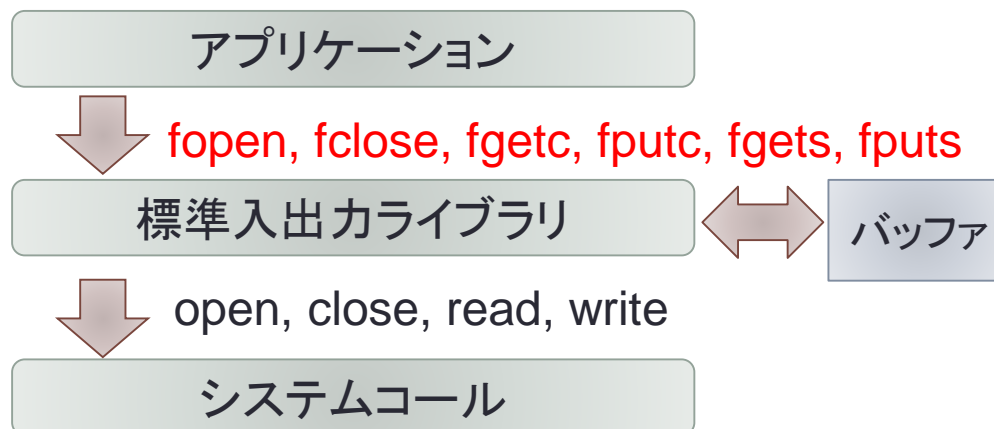 アプリケーション
fopen, fclose, fgetc, fputc, fgets, fputs
標準入出力ライブラリ
バッファ
open, close, read, write
システムコール